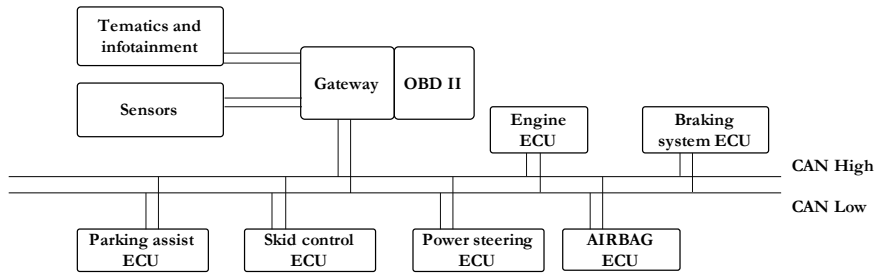 Tematics and
infotainment
Gateway
OBD II
Sensors
Engine
ECU
Braking
system ECU
CAN High
CAN Low
Parking assist
ECU
Skid control
ECU
Power steering
ECU
AIRBAG
ECU